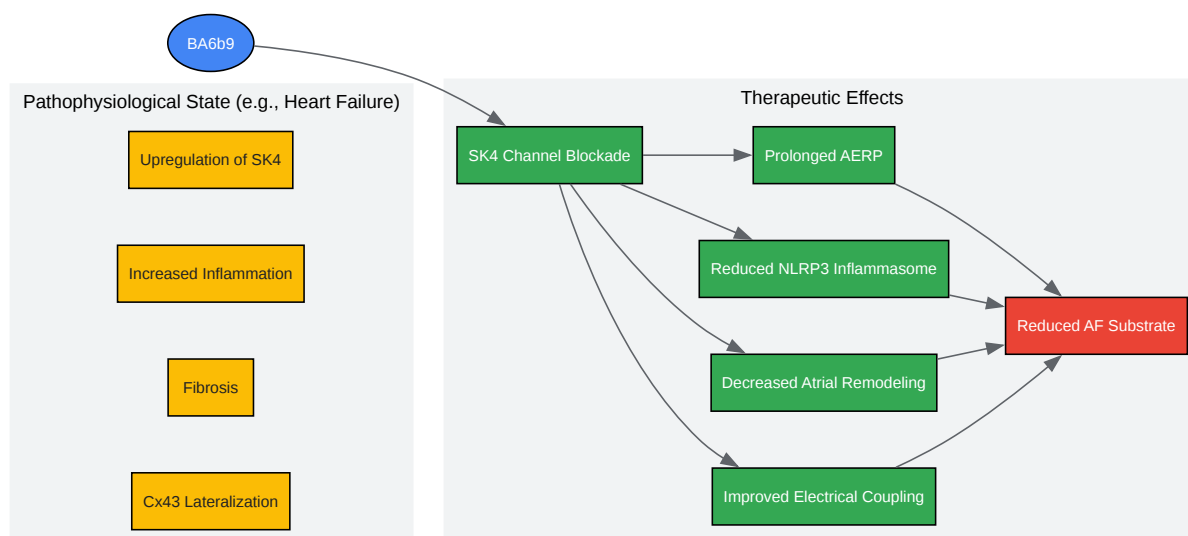 BA6b9
Pathophysiological State (e.g., Heart Failure)
Upregulation of SK4
Increased Inflammation
Fibrosis
Cx43 Lateralization
Therapeutic Effects
SK4 Channel Blockade
Prolonged AERP
Reduced NLRP3 Inflammasome
Decreased Atrial Remodeling
Improved Electrical Coupling
Reduced AF Substrate